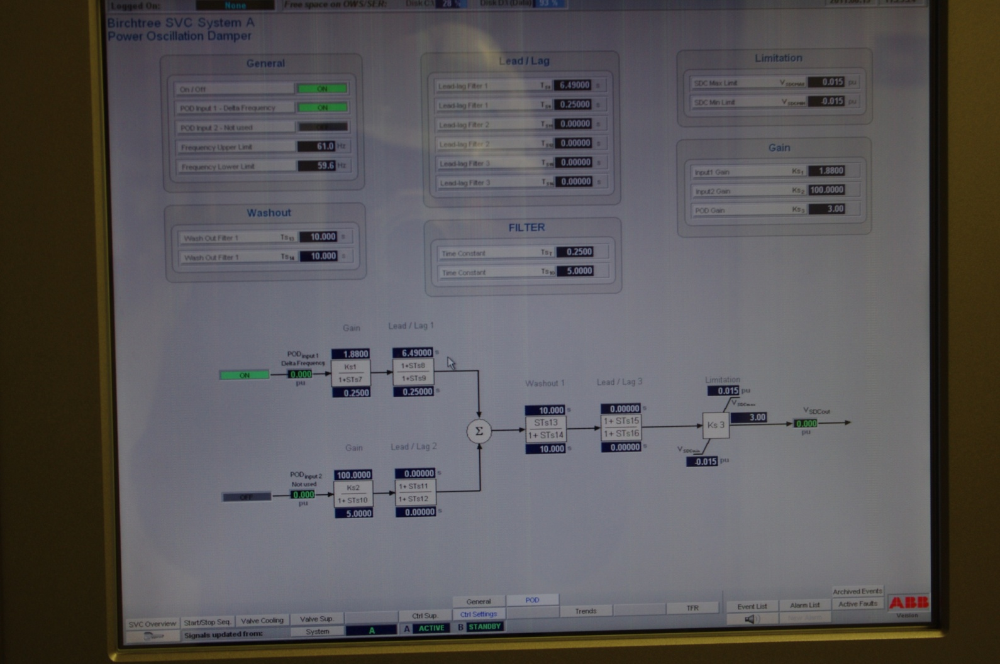 Logged On: None Free space on OWS/SER: Disk C:\ 28 % Disk D:\ (Data) 93 %
Birchtree SVC System A
Power Oscillation Damper
General
On / Off ON
POD Input 1 - Delta Frequency ON
POD Input 2 - Not used
Frequency Upper Limit 61.0 Hz
Frequency Lower Limit 59.6 Hz
Washout
Wash Out Filter 1 Ts13 10.000 s
Wash Out Filter 1 Ts14 10.000 s
Lead / Lag
Lead-lag Filter 1 6.49000 s
Lead-lag Filter 1 0.25000 s
Lead-lag Filter 2 0.00000 s
Lead-lag Filter 2 0.00000 s
Lead-lag Filter 3 0.00000 s
Lead-lag Filter 3 0.00000 s
FILTER
Time Constant Ts7 0.2500
Time Constant Ts10 5.0000
Limitation
SDC Max Limit VSDCMAX 0.015 pu
SDC Min Limit VSDCMIN -0.015 pu
Gain
Input1 Gain Ks1 1.8800
Input2 Gain Ks2 100.0000
POD Gain Ks3 3.00
Gain
Lead / Lag 1
POD input 1
Delta Frequency
ON
0.000
pu
1.8800
Ks1
1+STs7
0.2500
6.49000 s
1+STs8
1+STs9
0.25000 s
Σ
Washout 1
10.000 s
STs13
1+ STs14
10.000 s
Lead / Lag 3
0.00000 s
1+ STs15
1+ STs16
0.00000 s
Limitation
0.015 pu
VSDCmax
Ks 3
3.00
VSDCmin
-0.015 pu
VSDCout
0.000
pu
Gain
Lead / Lag 2
POD input 2
Not used
OFF
0.000
pu
100.0000
Ks2
1+ STs10
5.0000
0.00000 s
1+ STs11
1+ STs12
0.00000 s
General POD Archived Events
SVC Overview Start/Stop Seq. Valve Cooling Valve Sup. Ctrl Sup. Ctrl Settings Trends TFR Event List Alarm List Active Faults ABB
Version
Signals updated from: System A A ACTIVE B STANDBY New Alarm